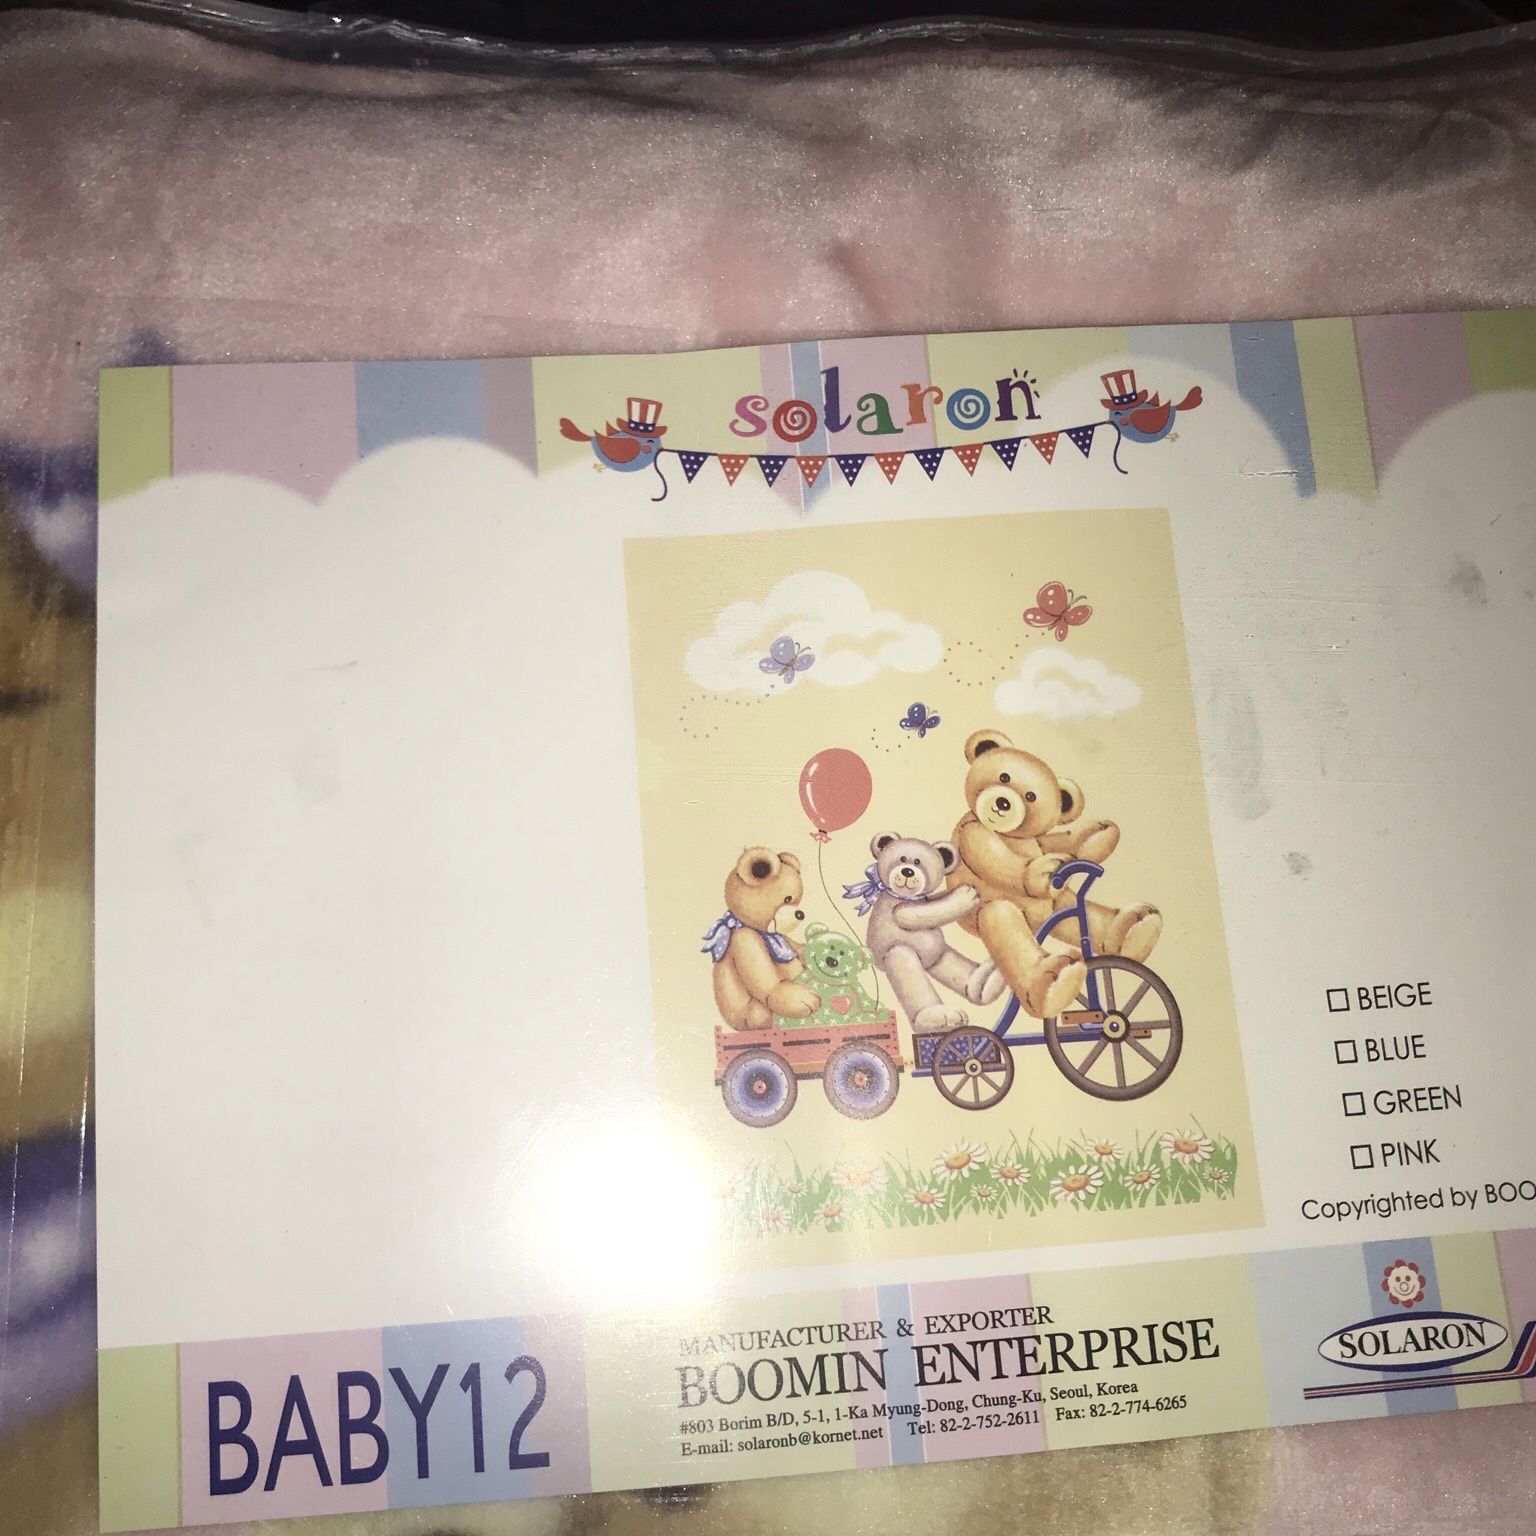 solaron
BEIGE
BLUE
GREEN
PINK
Copyrighted by BOO
BABY12
MANUFACTURER & EXPORTER
BOOMIN ENTERPRISE
#803 Borim B/D, 5-1, 1-Ka Myung-Dong, Chung-Ku, Seoul, Korea
E-mail: solaronb@kornet.net Tel: 82-2-752-2611 Fax: 82-2-774-6265
SOLARON